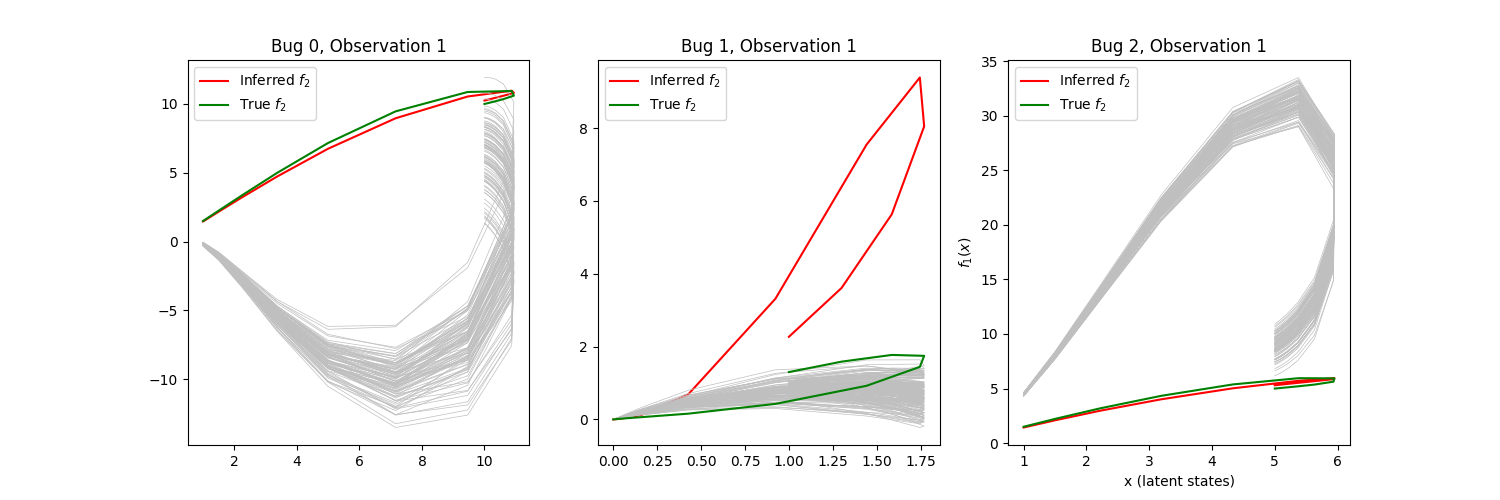 Bug 0, Observation 1
Inferred f₂
True f₂
10
5
0
−5
−10
2 4 6 8 10
Bug 1, Observation 1
Inferred f₂
True f₂
8
6
4
2
0
0.00 0.25 0.50 0.75 1.00 1.25 1.50 1.75
Bug 2, Observation 1
Inferred f₂
True f₂
f₁(x)
35
30
25
20
15
10
5
0
1 2 3 4 5 6
x (latent states)